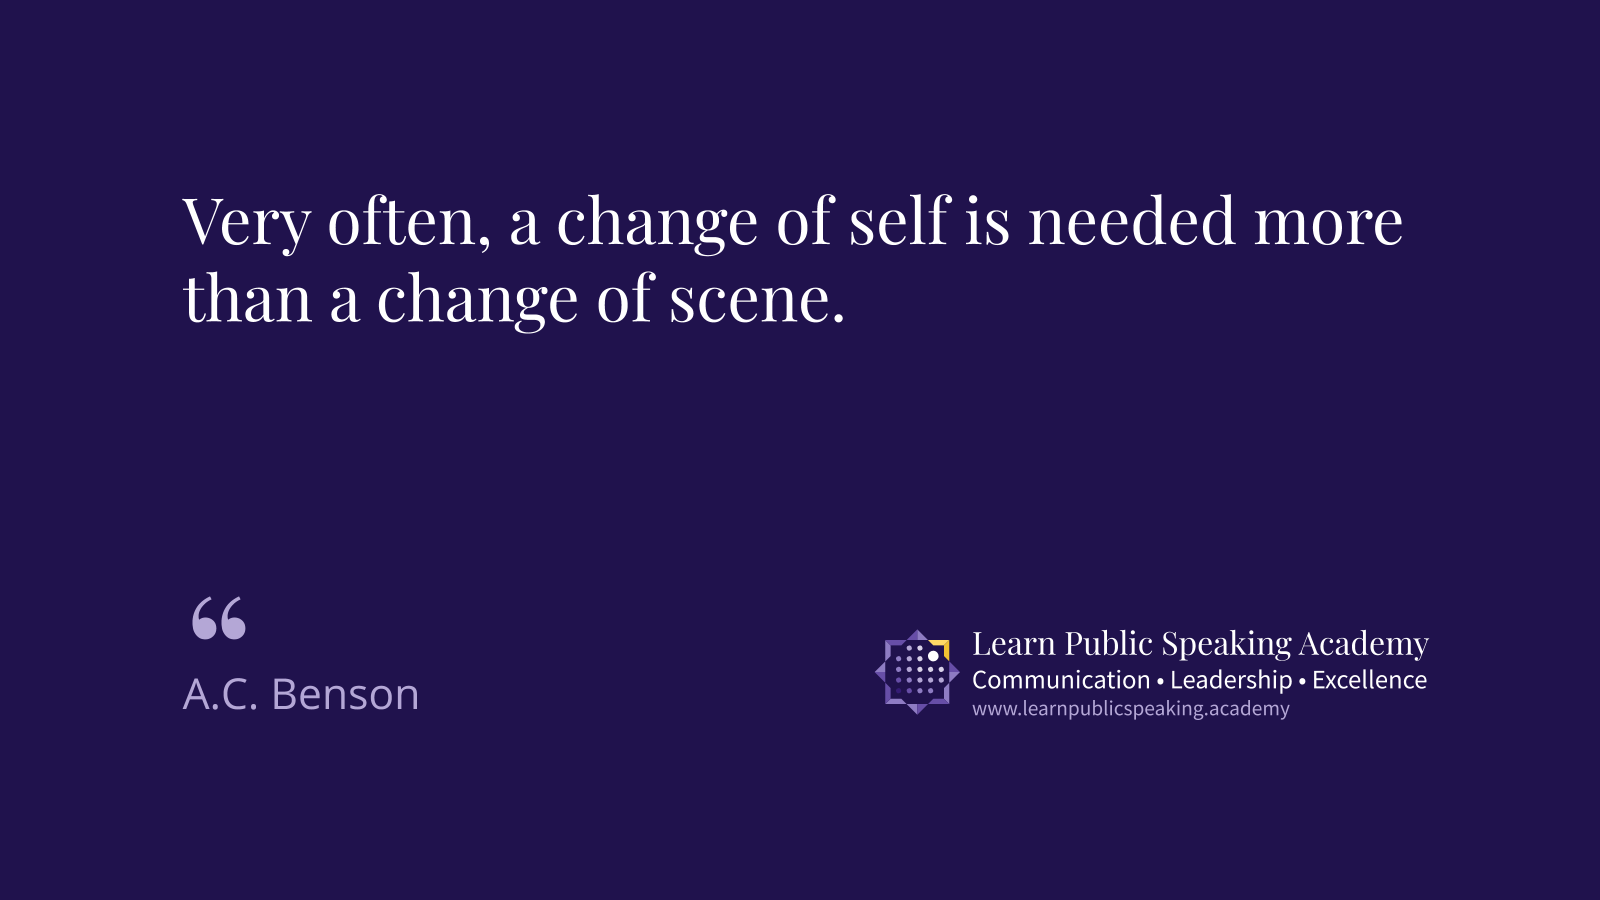 Very often, a change of self is needed more
than a change of scene.
“
A.C. Benson
Learn Public Speaking Academy
Communication • Leadership • Excellence
www.learnpublicspeaking.academy